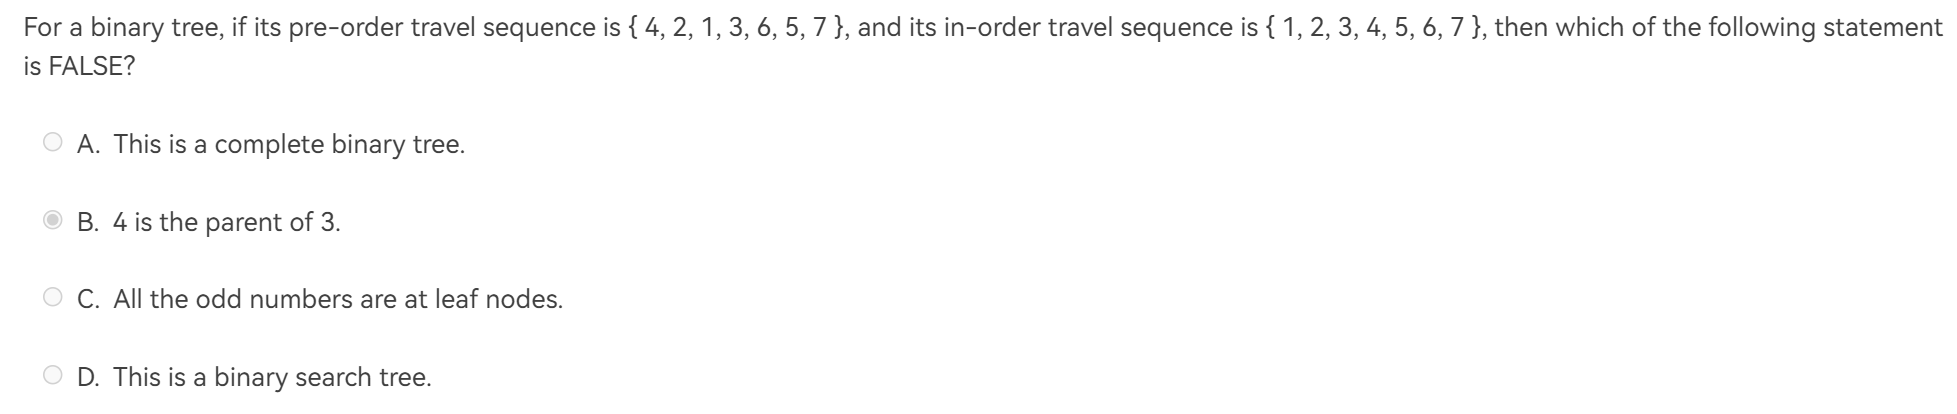 For a binary tree, if its pre-order travel sequence is { 4, 2, 1, 3, 6, 5, 7 }, and its in-order travel sequence is { 1, 2, 3, 4, 5, 6, 7 }, then which of the following statement
is FALSE?
A. This is a complete binary tree.
B. 4 is the parent of 3.
C. All the odd numbers are at leaf nodes.
D. This is a binary search tree.